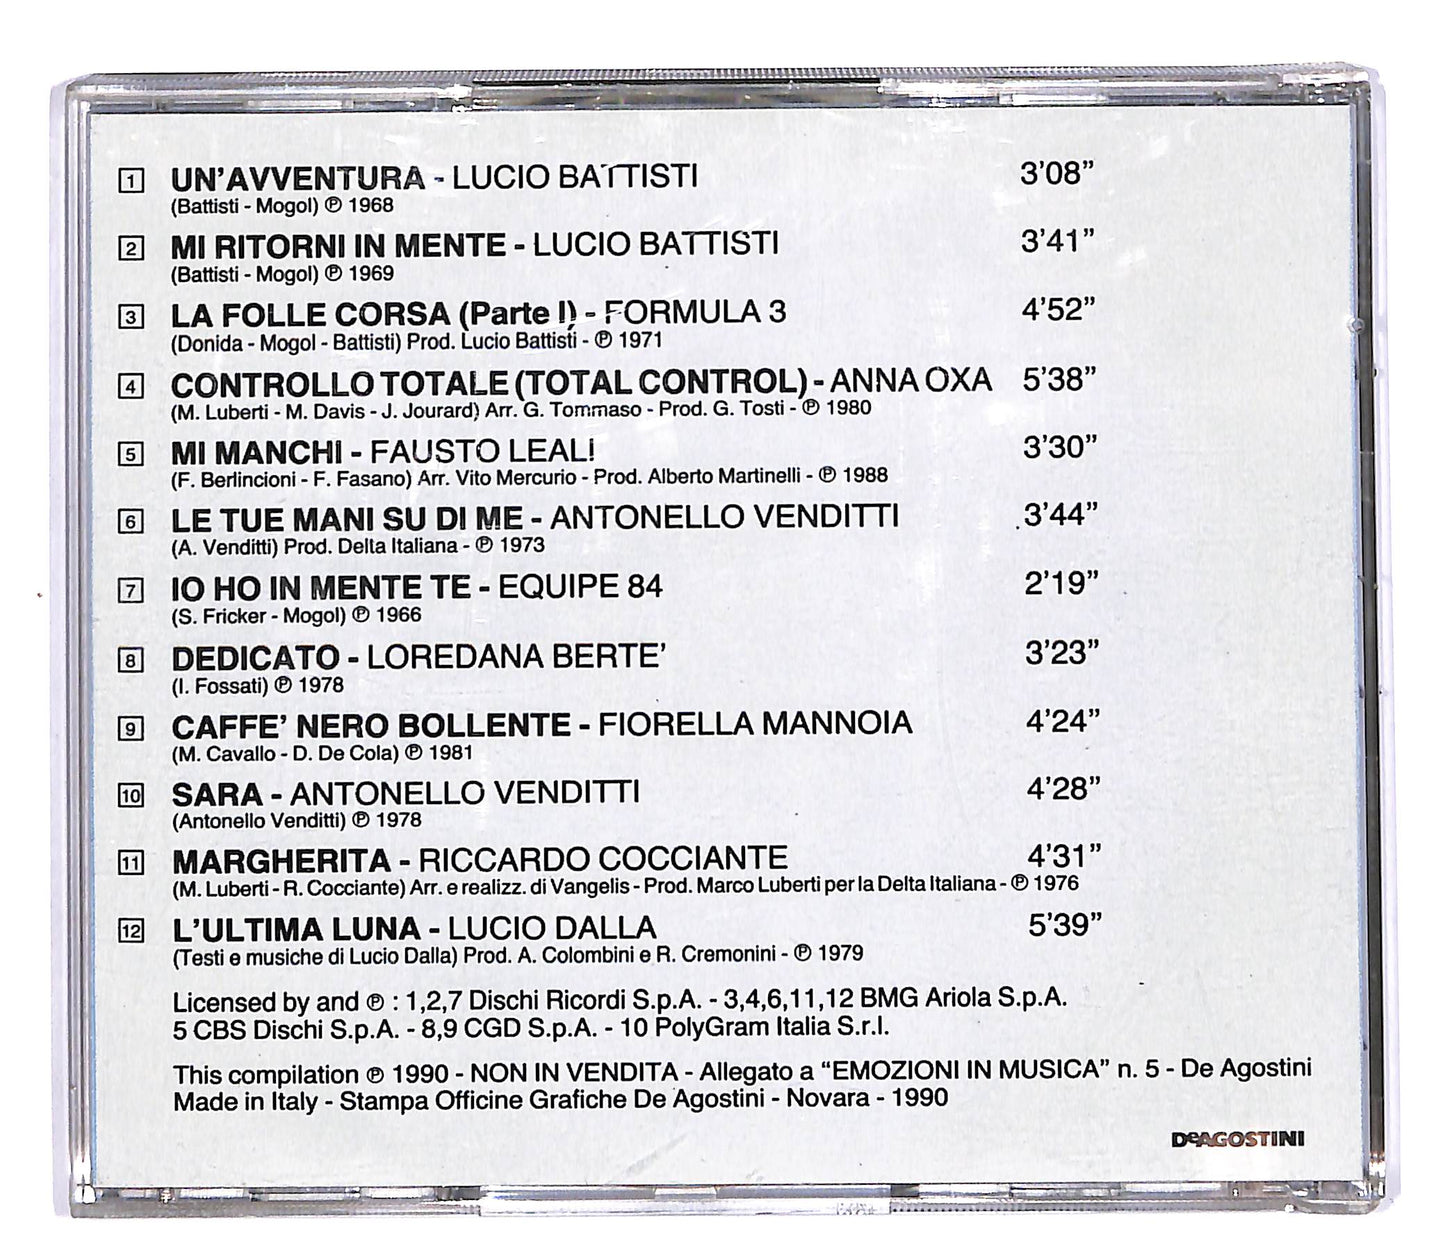 1 UN'AVVENTURA - LUCIO BATTISTI 3'08”
(Battisti - Mogol) ℗ 1968
2 MI RITORNI IN MENTE - LUCIO BATTISTI 3'41”
(Battisti - Mogol) ℗ 1969
3 LA FOLLE CORSA (Parte I) - FORMULA 3 4'52”
(Donida - Mogol - Battisti) Prod. Lucio Battisti - ℗ 1971
4 CONTROLLO TOTALE (TOTAL CONTROL) - ANNA OXA 5'38”
(M. Luberti - M. Davis - J. Jourard) Arr. G. Tommaso - Prod. G. Tosti - ℗ 1980
5 MI MANCHI - FAUSTO LEALI 3'30”
(F. Berlincioni - F. Fasano) Arr. Vito Mercurio - Prod. Alberto Martinelli - ℗ 1988
6 LE TUE MANI SU DI ME - ANTONELLO VENDITTI 3'44”
(A. Venditti) Prod. Delta Italiana - ℗ 1973
7 IO HO IN MENTE TE - EQUIPE 84 2'19”
(S. Fricker - Mogol) ℗ 1966
8 DEDICATO - LOREDANA BERTE' 3'23”
(I. Fossati) ℗ 1978
9 CAFFE' NERO BOLLENTE - FIORELLA MANNOIA 4'24”
(M. Cavallo - D. De Cola) ℗ 1981
10 SARA - ANTONELLO VENDITTI 4'28”
(Antonello Venditti) ℗ 1978
11 MARGHERITA - RICCARDO COCCIANTE 4'31”
(M. Luberti - R. Cocciante) Arr. e realizz. di Vangelis - Prod. Marco Luberti per la Delta Italiana - ℗ 1976
12 L'ULTIMA LUNA - LUCIO DALLA 5'39”
(Testi e musiche di Lucio Dalla) Prod. A. Colombini e R. Cremonini - ℗ 1979
Licensed by and ℗ : 1,2,7 Dischi Ricordi S.p.A. - 3,4,6,11,12 BMG Ariola S.p.A.
5 CBS Dischi S.p.A. - 8,9 CGD S.p.A. - 10 PolyGram Italia S.r.l.
This compilation ℗ 1990 - NON IN VENDITA - Allegato a “EMOZIONI IN MUSICA” n. 5 - De Agostini
Made in Italy - Stampa Officine Grafiche De Agostini - Novara - 1990
DeAGOSTINI